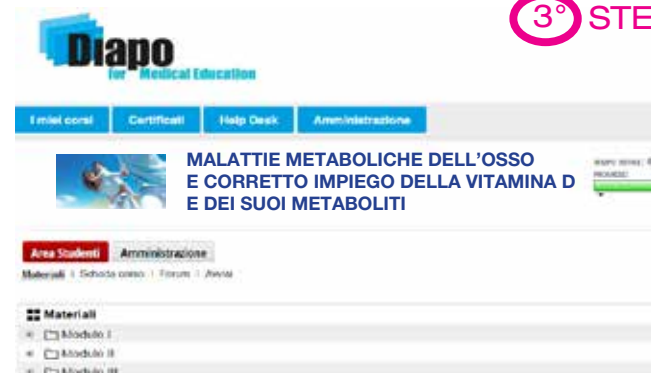 3° STE
Diapo
for Medical Education
I miei corsi Certificati Help Desk Amministrazione
MALATTIE METABOLICHE DELL'OSSO
E CORRETTO IMPIEGO DELLA VITAMINA D
E DEI SUOI METABOLITI
Area Studenti Amministrazione
Materiali | Scheda corso | Forum | Avvisi
Materiali
Modulo I
Modulo II
Modulo III